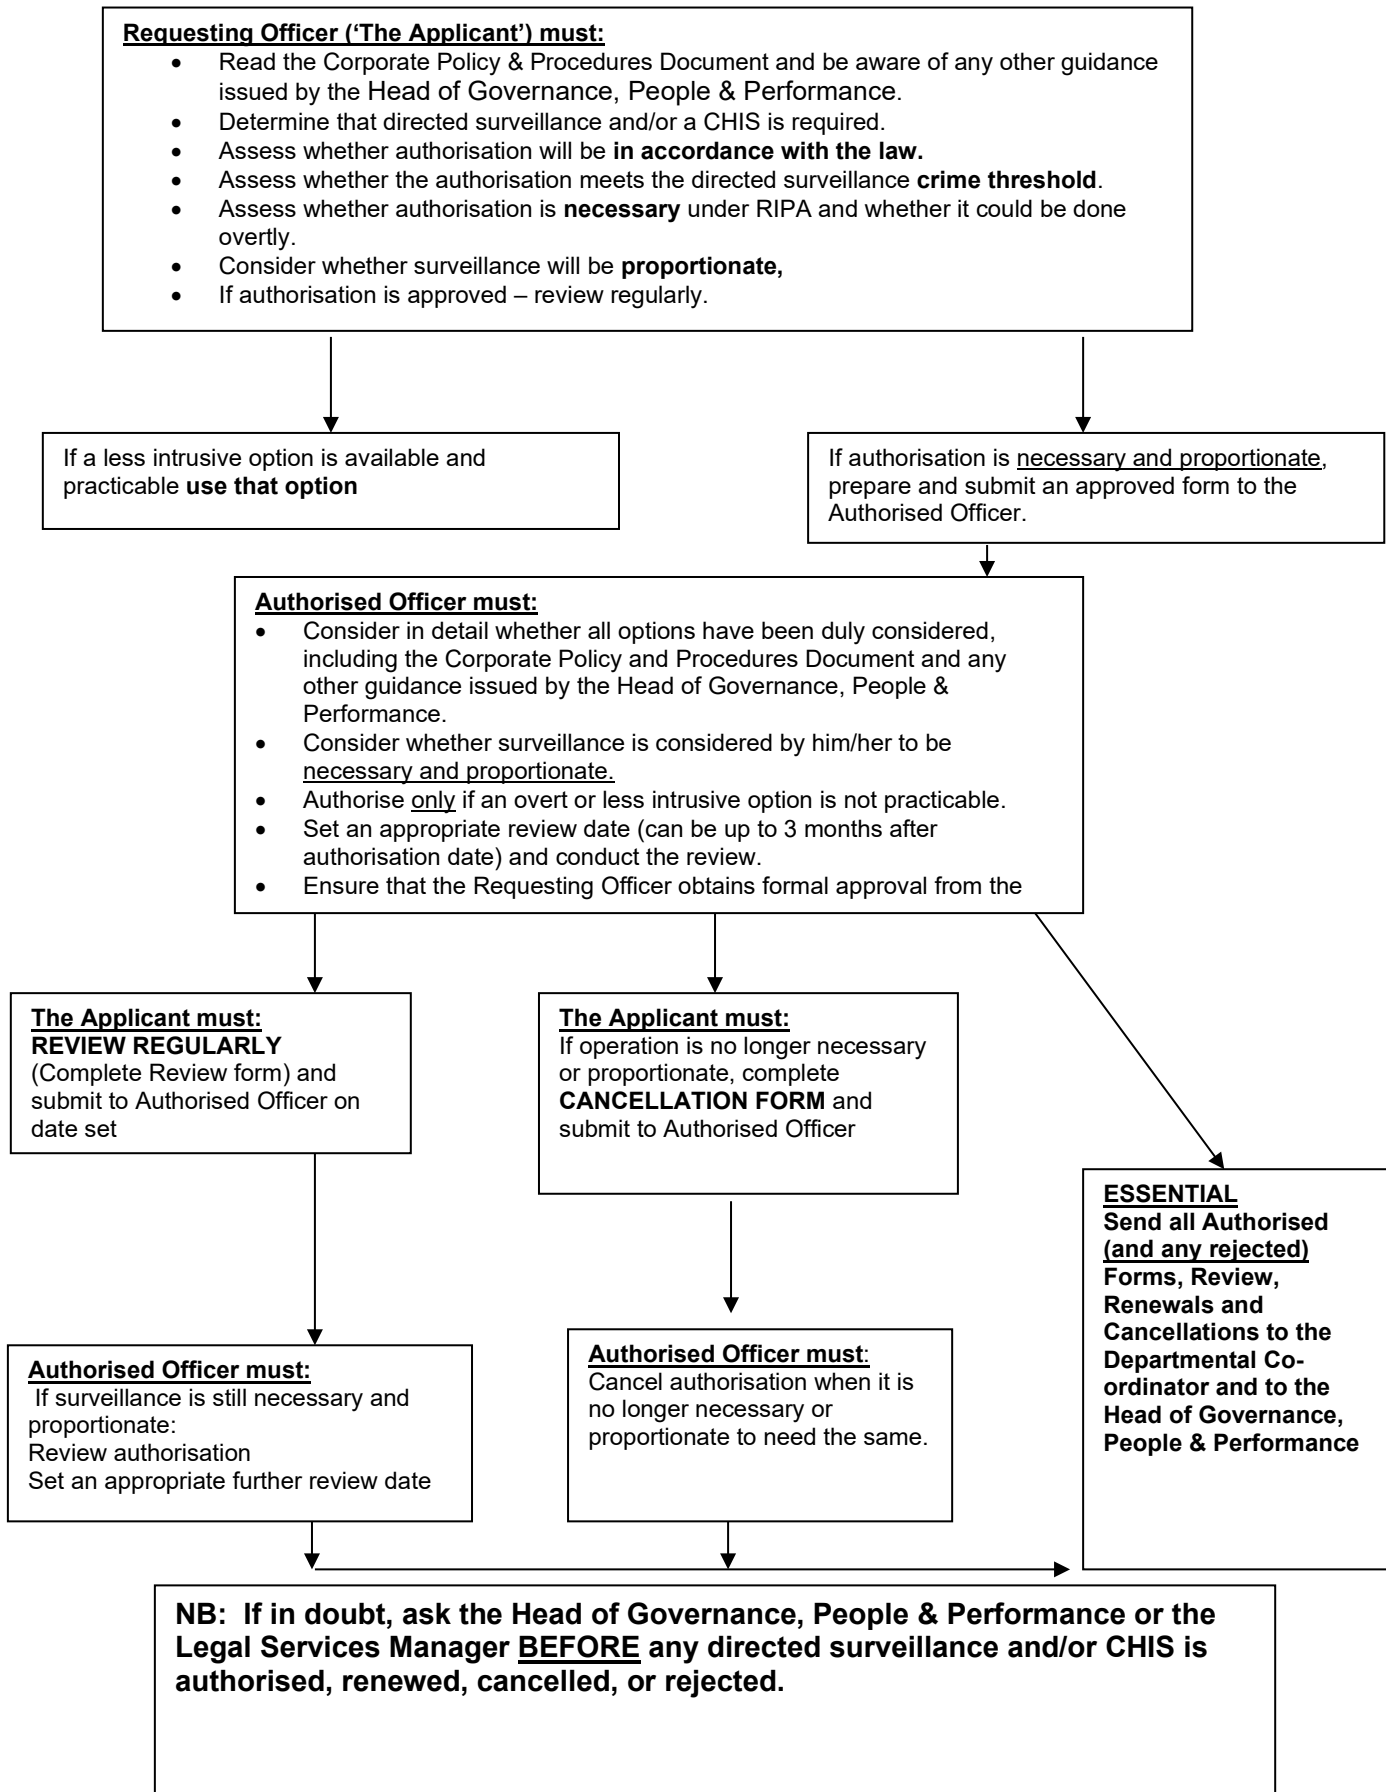 Requesting Officer (‘The Applicant’) must:
• Read the Corporate Policy & Procedures Document and be aware of any other guidance
issued by the Head of Governance, People & Performance.
• Determine that directed surveillance and/or a CHIS is required.
• Assess whether authorisation will be in accordance with the law.
• Assess whether the authorisation meets the directed surveillance crime threshold.
• Assess whether authorisation is necessary under RIPA and whether it could be done
overtly.
• Consider whether surveillance will be proportionate,
• If authorisation is approved – review regularly.
If a less intrusive option is available and
practicable use that option
If authorisation is necessary and proportionate,
prepare and submit an approved form to the
Authorised Officer.
Authorised Officer must:
• Consider in detail whether all options have been duly considered,
including the Corporate Policy and Procedures Document and any
other guidance issued by the Head of Governance, People &
Performance.
• Consider whether surveillance is considered by him/her to be
necessary and proportionate.
• Authorise only if an overt or less intrusive option is not practicable.
• Set an appropriate review date (can be up to 3 months after
authorisation date) and conduct the review.
• Ensure that the Requesting Officer obtains formal approval from the
The Applicant must:
REVIEW REGULARLY
(Complete Review form) and
submit to Authorised Officer on
date set
The Applicant must:
If operation is no longer necessary
or proportionate, complete
CANCELLATION FORM and
submit to Authorised Officer
ESSENTIAL
Send all Authorised
(and any rejected)
Forms, Review,
Renewals and
Cancellations to the
Departmental Co-
ordinator and to the
Head of Governance,
People & Performance
Authorised Officer must:
If surveillance is still necessary and
proportionate:
Review authorisation
Set an appropriate further review date
Authorised Officer must:
Cancel authorisation when it is
no longer necessary or
proportionate to need the same.
NB: If in doubt, ask the Head of Governance, People & Performance or the
Legal Services Manager BEFORE any directed surveillance and/or CHIS is
authorised, renewed, cancelled, or rejected.